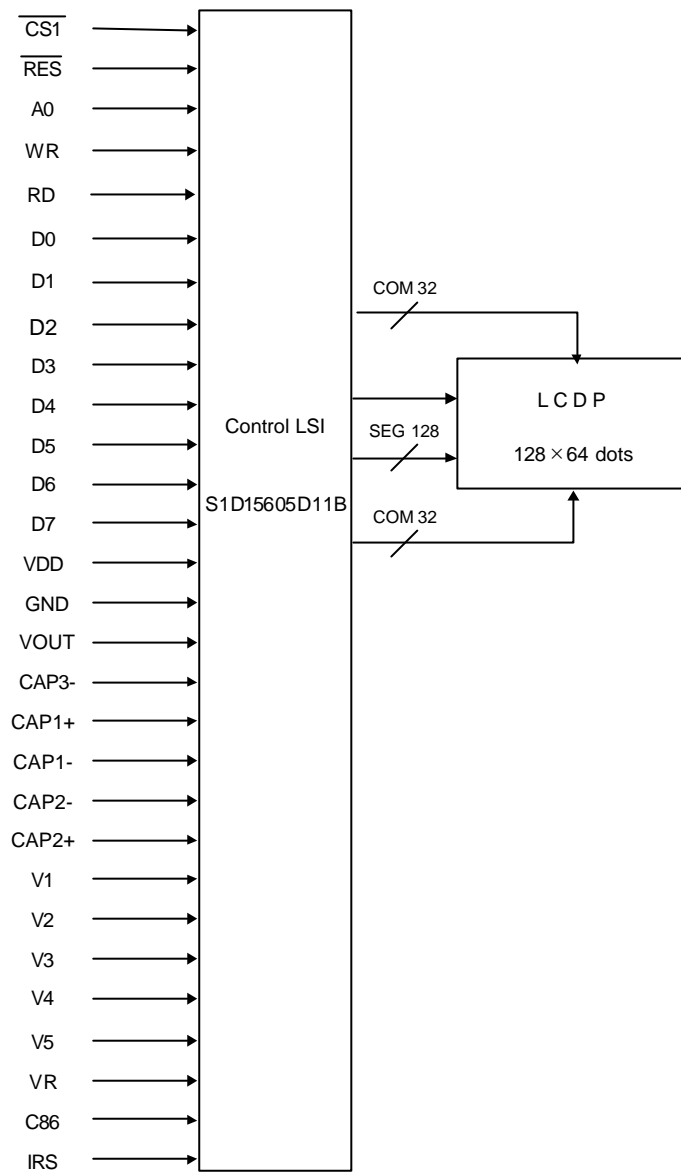 CS1
RES
A0
WR
RD
D0
D1
D2
D3
D4
D5
D6
D7
VDD
GND
VOUT
CAP3-
CAP1+
CAP1-
CAP2-
CAP2+
V1
V2
V3
V4
V5
VR
C86
IRS
Control LSI
S1D15605D11B
COM 32
SEG 128
COM 32
L C D P
128 × 64 dots